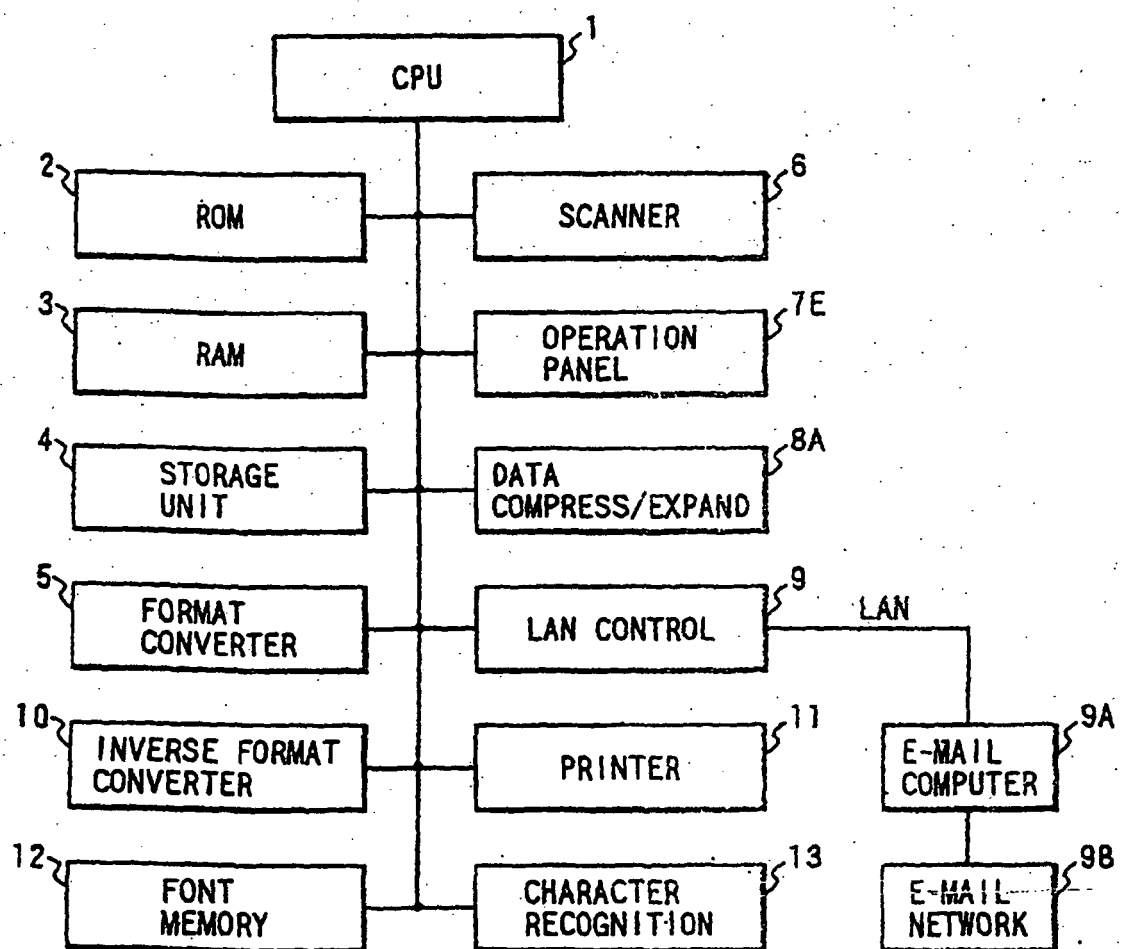 1
CPU
2
ROM
6
SCANNER
3
RAM
7E
OPERATION
PANEL
4
STORAGE
UNIT
8A
DATA
COMPRESS/EXPAND
5
FORMAT
CONVERTER
9
LAN CONTROL
LAN
10
INVERSE FORMAT
CONVERTER
11
PRINTER
9A
E-MAIL
COMPUTER
12
FONT
MEMORY
13
CHARACTER
RECOGNITION
9B
E-MAIL
NETWORK